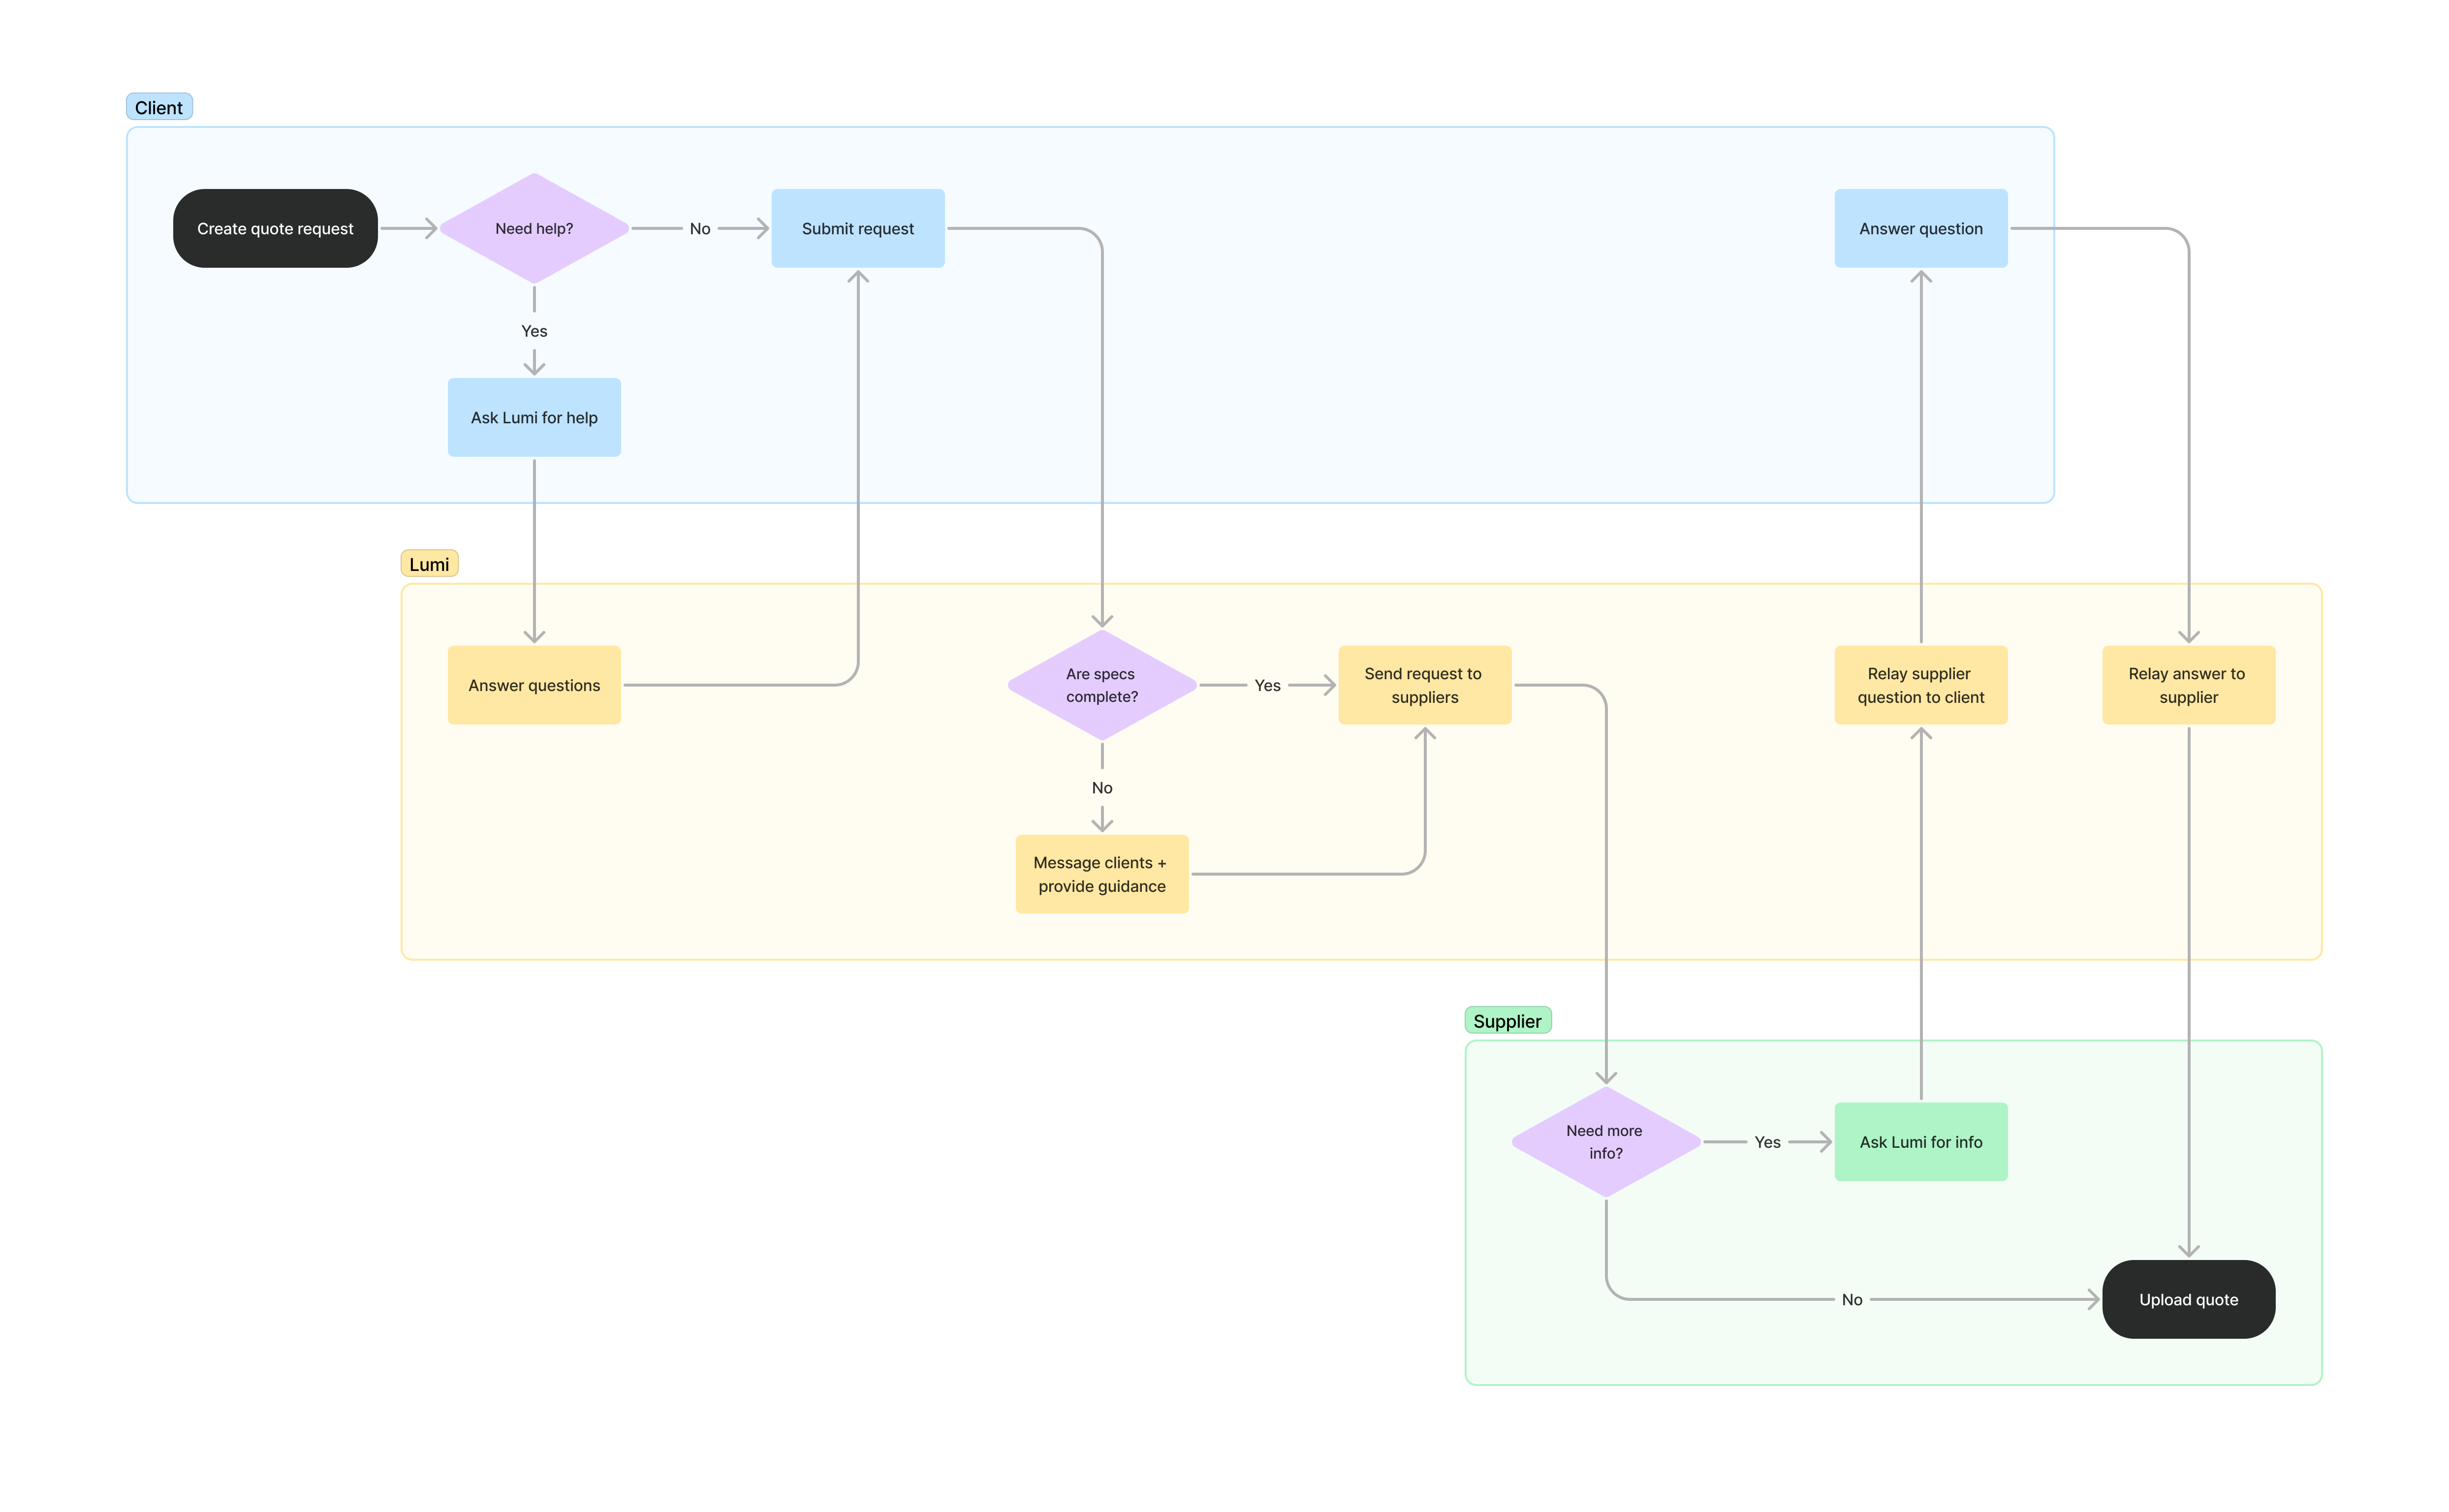 Client
Create quote request
Need help?
No
Submit request
Answer question
Yes
Ask Lumi for help
Lumi
Answer questions
Are specs
complete?
Yes
Send request to
suppliers
Relay supplier
question to client
Relay answer to
supplier
No
Message clients +
provide guidance
Supplier
Need more
info?
Yes
Ask Lumi for info
No
Upload quote